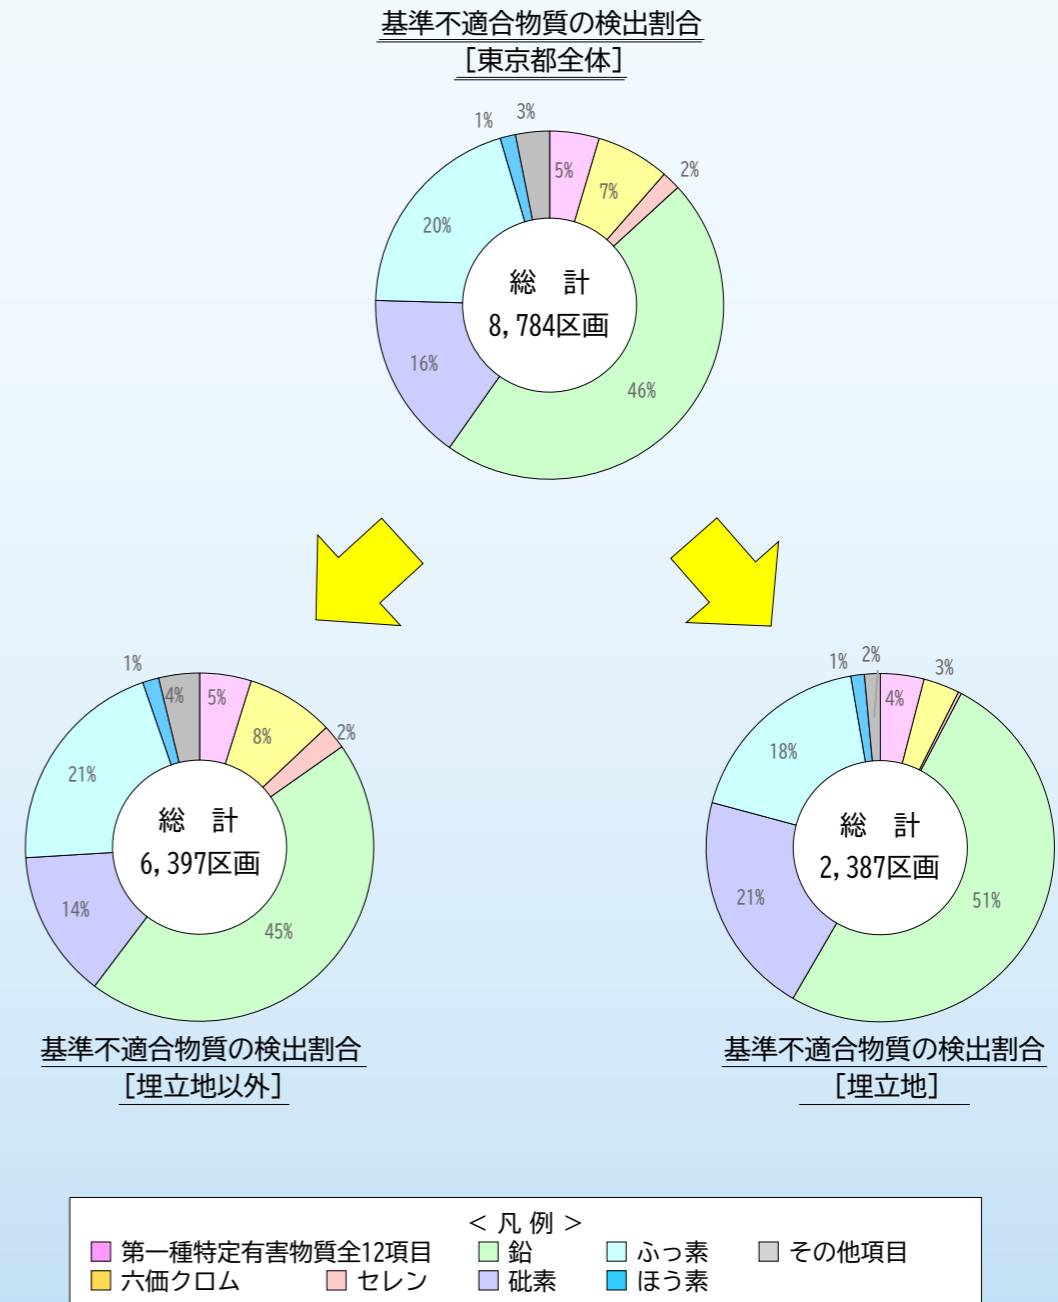 基準不適合物質の検出割合
[東京都全体]
1%
3%
5%
7%
2%
20%
16%
46%
総　計
8,784区画
1%
4%
5%
8%
2%
21%
14%
45%
総　計
6,397区画
基準不適合物質の検出割合
[埋立地以外]
1%
2%
4%
3%
18%
21%
51%
総　計
2,387区画
基準不適合物質の検出割合
[埋立地]
＜ 凡 例 ＞
第一種特定有害物質全12項目 鉛 ふっ素 その他項目
六価クロム セレン 砒素 ほう素